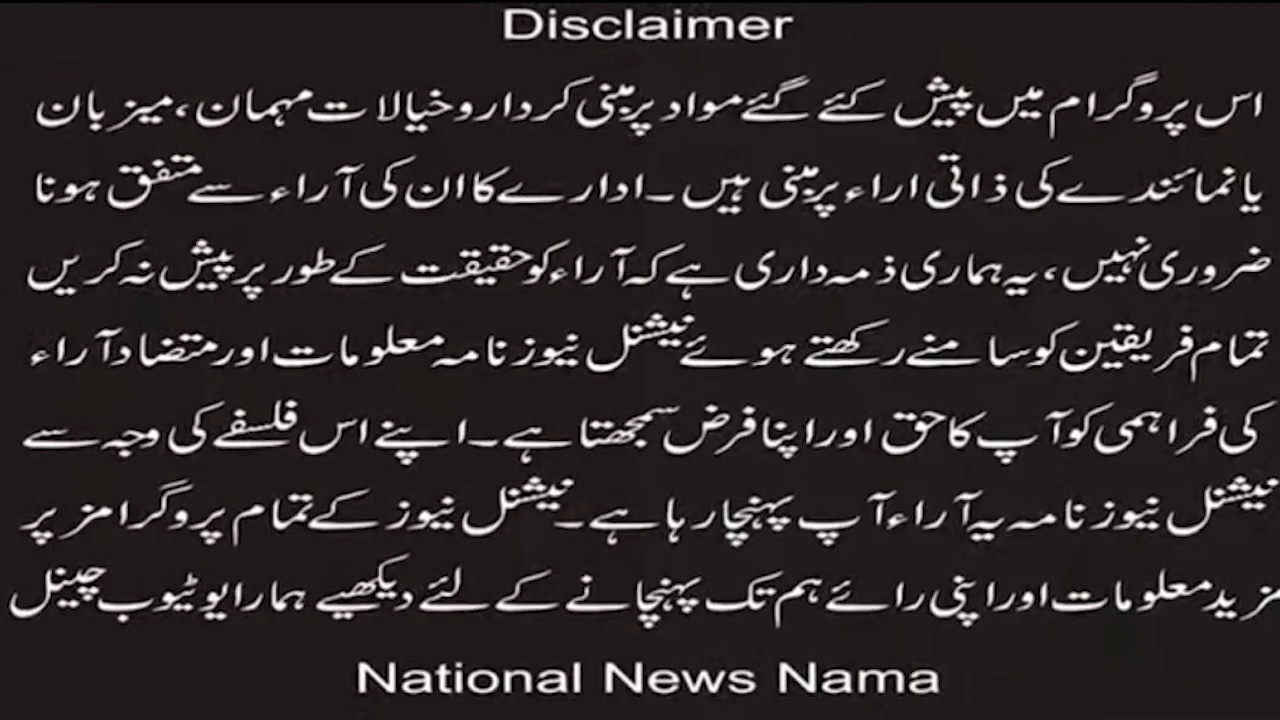 Disclaimer
اس پروگرام میں پیش کئے گئے مواد پر مبنی کردار و خیالات مہمان، میزبان
یا نمائندے کی ذاتی اراء پر مبنی ہیں۔ ادارے کا ان کی آراء سے متفق ہونا
ضروری نہیں، یہ ہماری ذمہ داری ہے کہ آراء کو حقیقت کے طور پر پیش نہ کریں
تمام فریقین کو سامنے رکھتے ہوئے نیشنل نیوز نامہ معلومات اور متضاد آراء
کی فراہمی کو آپ کا حق اور اپنا فرض سمجھتا ہے۔ اپنے اس فلسفے کی وجہ سے
نیشنل نیوز نامہ یہ آراء آپ پہنچا رہا ہے۔ نیشنل نیوز کے تمام پروگرامز پر
مزید معلومات اور اپنی رائے ہم تک پہنچانے کے لئے دیکھیے ہمارا یوٹیوب چینل
National News Nama